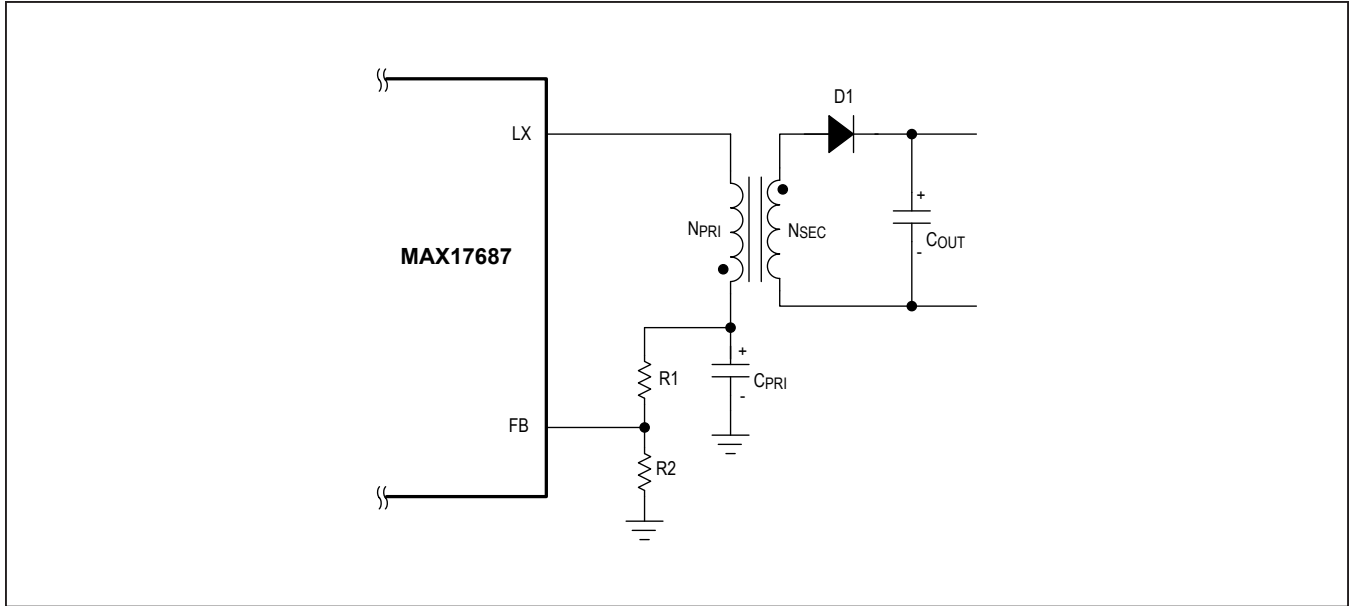 D1
LX
+
NPRI
NSEC
COUT
-
MAX17687
+
R1
CPRI
-
FB
R2